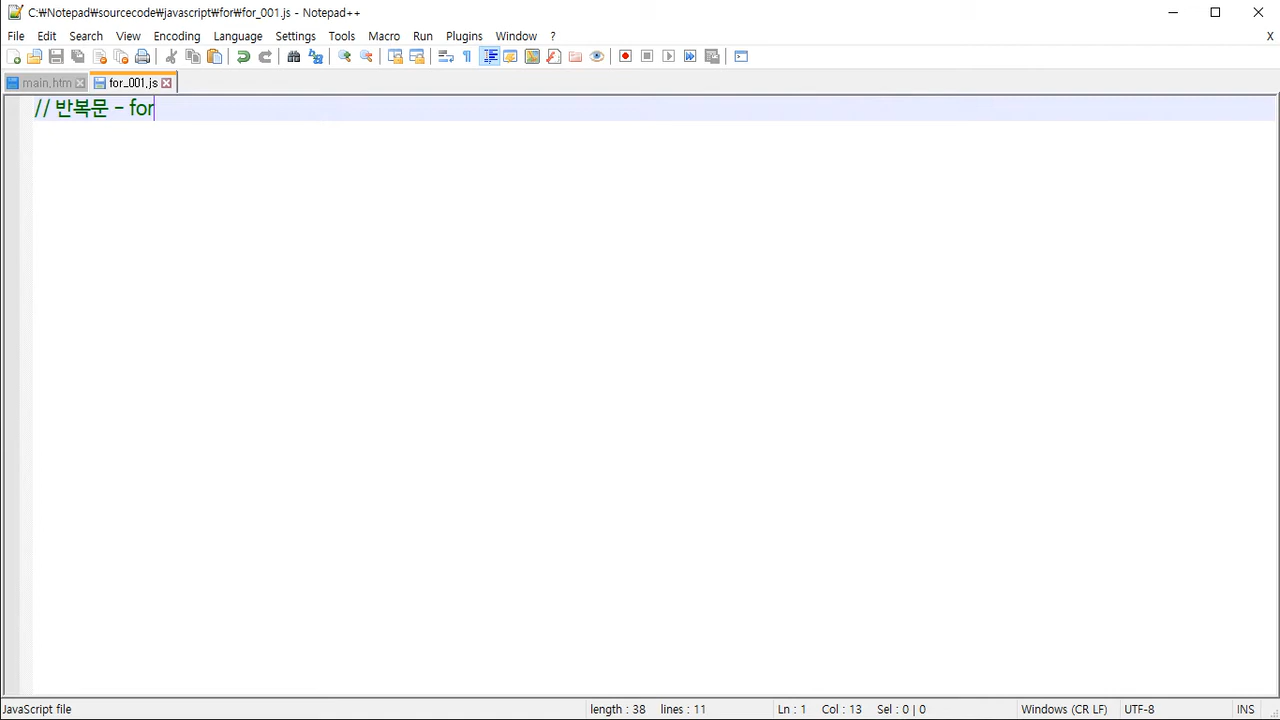 C:₩Notepad₩sourcecode₩javascript₩for₩for_001.js - Notepad++
File Edit Search View Encoding Language Settings Tools Macro Run Plugins Window ? X
main.htm for_001.js
// 반복문 - for
JavaScript file length : 38 lines : 11 Ln : 1 Col : 13 Sel : 0 | 0 Windows (CR LF) UTF-8 INS